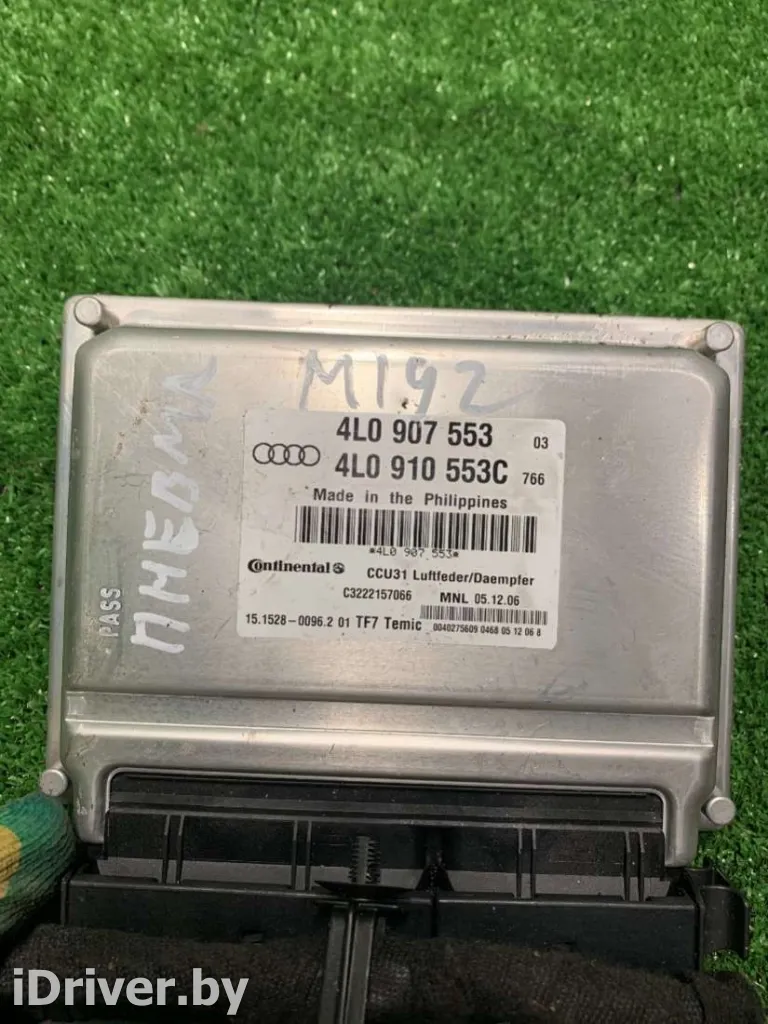 M192
4L0 907 553 03
4L0 910 553C 766
Made in the Philippines
*4L0 907 553*
Continental CCU31 Luftfeder/Daempfer
C3222157066 MNL 05.12.06
15.1528-0096.2 01 TF7 Temic 0040275609 0468 05 12 06 8
PASS
ПНЕВМА
iDriver.by